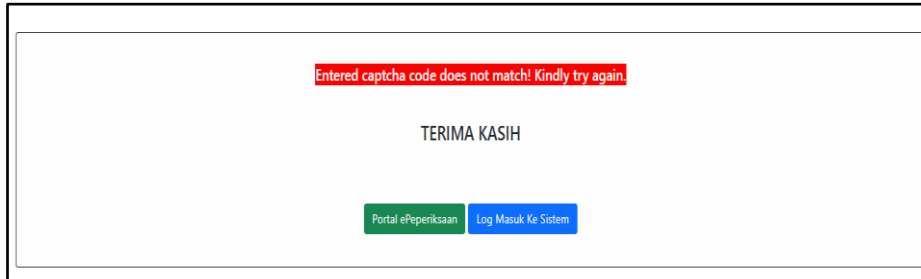 Entered captcha code does not match! Kindly try again.
TERIMA KASIH
Portal ePeperiksaan Log Masuk Ke Sistem